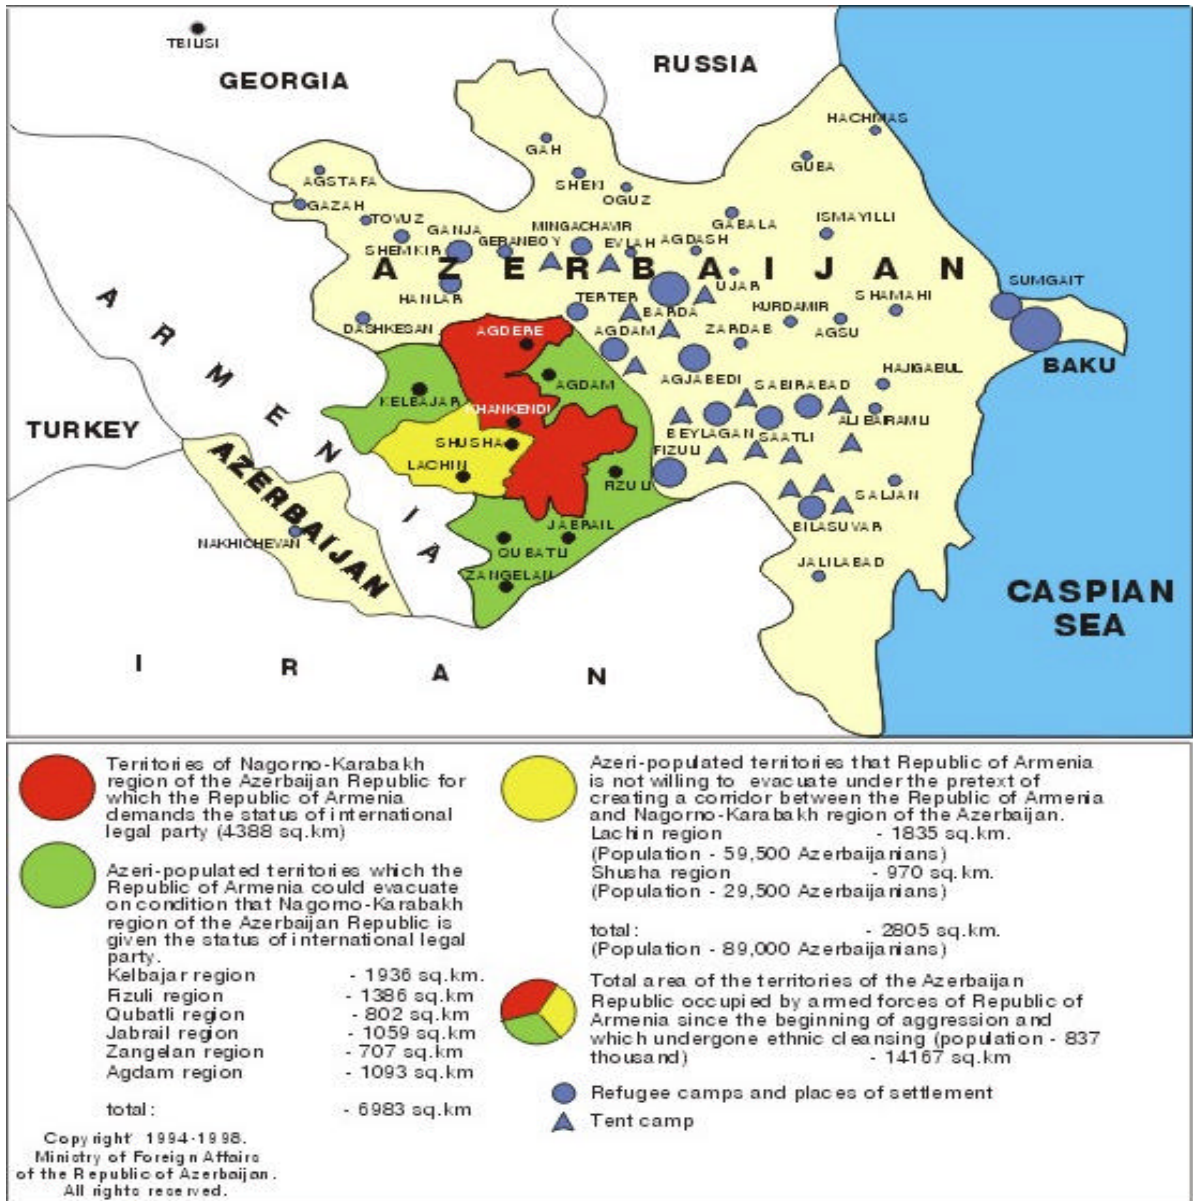 TBILISI
GEORGIA
RUSSIA
HACHMAS
GAH
GUBA
AGSTAFA
SHEKI
OGUZ
GAZAH
TOVUZ
GABALA
ISMAYILLI
GANJA
MINGACHAVIR
SHEMKIR
GERANBOY
EVLAH
AGDASH
AZERBAIJAN
SUMGAIT
HANLAR
UJAR
SHAMAHI
TERTER
BARDA
KURDAMIR
DASHKESAN
AGDERE
AGDAM
ZARDAB
AGSU
BAKU
ARMENIA
KELBAJAR
AGDAM
AGJABEDI
SABIRABAD
HAJIGABUL
KHANKENDI
ALIBAIRAMLI
TURKEY
SHUSHA
BEYLAGAN
SAATLI
LACHIN
FIZULI
FIZULI
SALJAN
AZERBAIJAN
NAKHICHEVAN
JABRAIL
BILASUVAR
QUBATLI
ZANGELAN
JALILABAD
CASPIAN
SEA
IRAN
Territories of Nagorno-Karabakh
region of the Azerbaijan Republic for
which the Republic of Armenia
demands the status of international
legal party (4388 sq.km)
Azeri-populated territories which the
Republic of Armenia could evacuate
on condition that Nagorno-Karabakh
region of the Azerbaijan Republic is
given the status of international legal
party.
Kelbajar region - 1936 sq.km.
Fizuli region - 1386 sq.km
Qubatli region - 802 sq.km
Jabrail region - 1059 sq.km
Zangelan region - 707 sq.km
Agdam region - 1093 sq.km
total: - 6983 sq.km
Copyright 1994-1998.
Ministry of Foreign Affairs
of the Republic of Azerbaijan.
All rights reserved.
Azeri-populated territories that Republic of Armenia
is not willing to evacuate under the pretext of
creating a corridor between the Republic of Armenia
and Nagorno-Karabakh region of the Azerbaijan.
Lachin region - 1835 sq.km.
(Population - 59,500 Azerbaijanians)
Shusha region - 970 sq.km.
(Population - 29,500 Azerbaijanians)
total: - 2805 sq.km.
(Population - 89,000 Azerbaijanians)
Total area of the territories of the Azerbaijan
Republic occupied by armed forces of Republic of
Armenia since the beginning of aggression and
which undergone ethnic cleansing (population - 837
thousand) - 14167 sq.km
Refugee camps and places of settlement
Tent camp